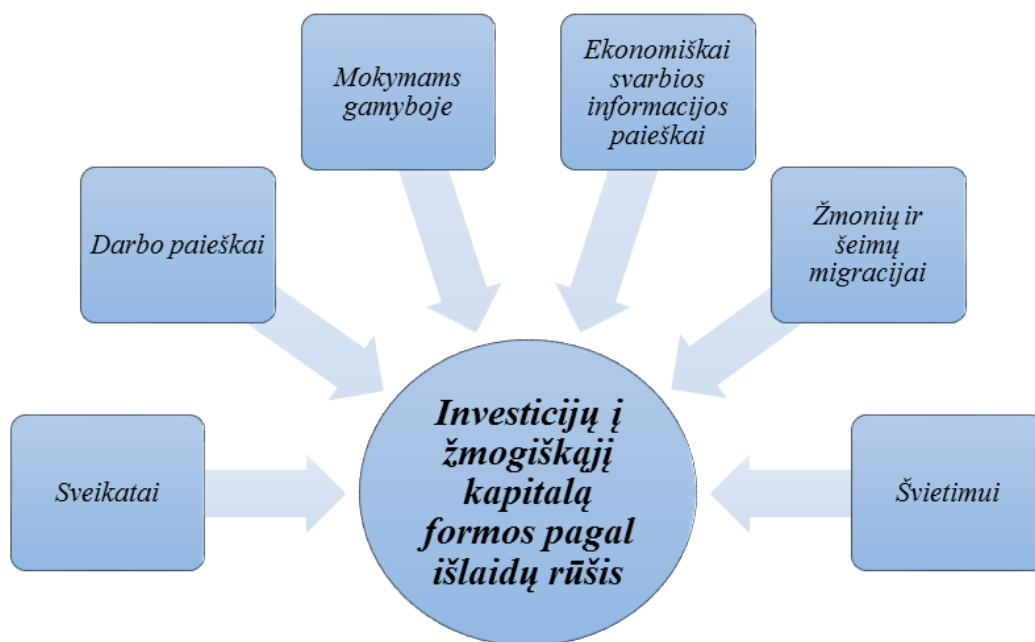 Mokymams
gamyboje
Ekonomiškai
svarbios
informacijos
paieškai
Darbo paieškai
Žmonių ir
šeimų
migracijai
Sveikatai
Investicijų į
žmogiškąjį
kapitalą
formos pagal
išlaidų rūšis
Švietimui